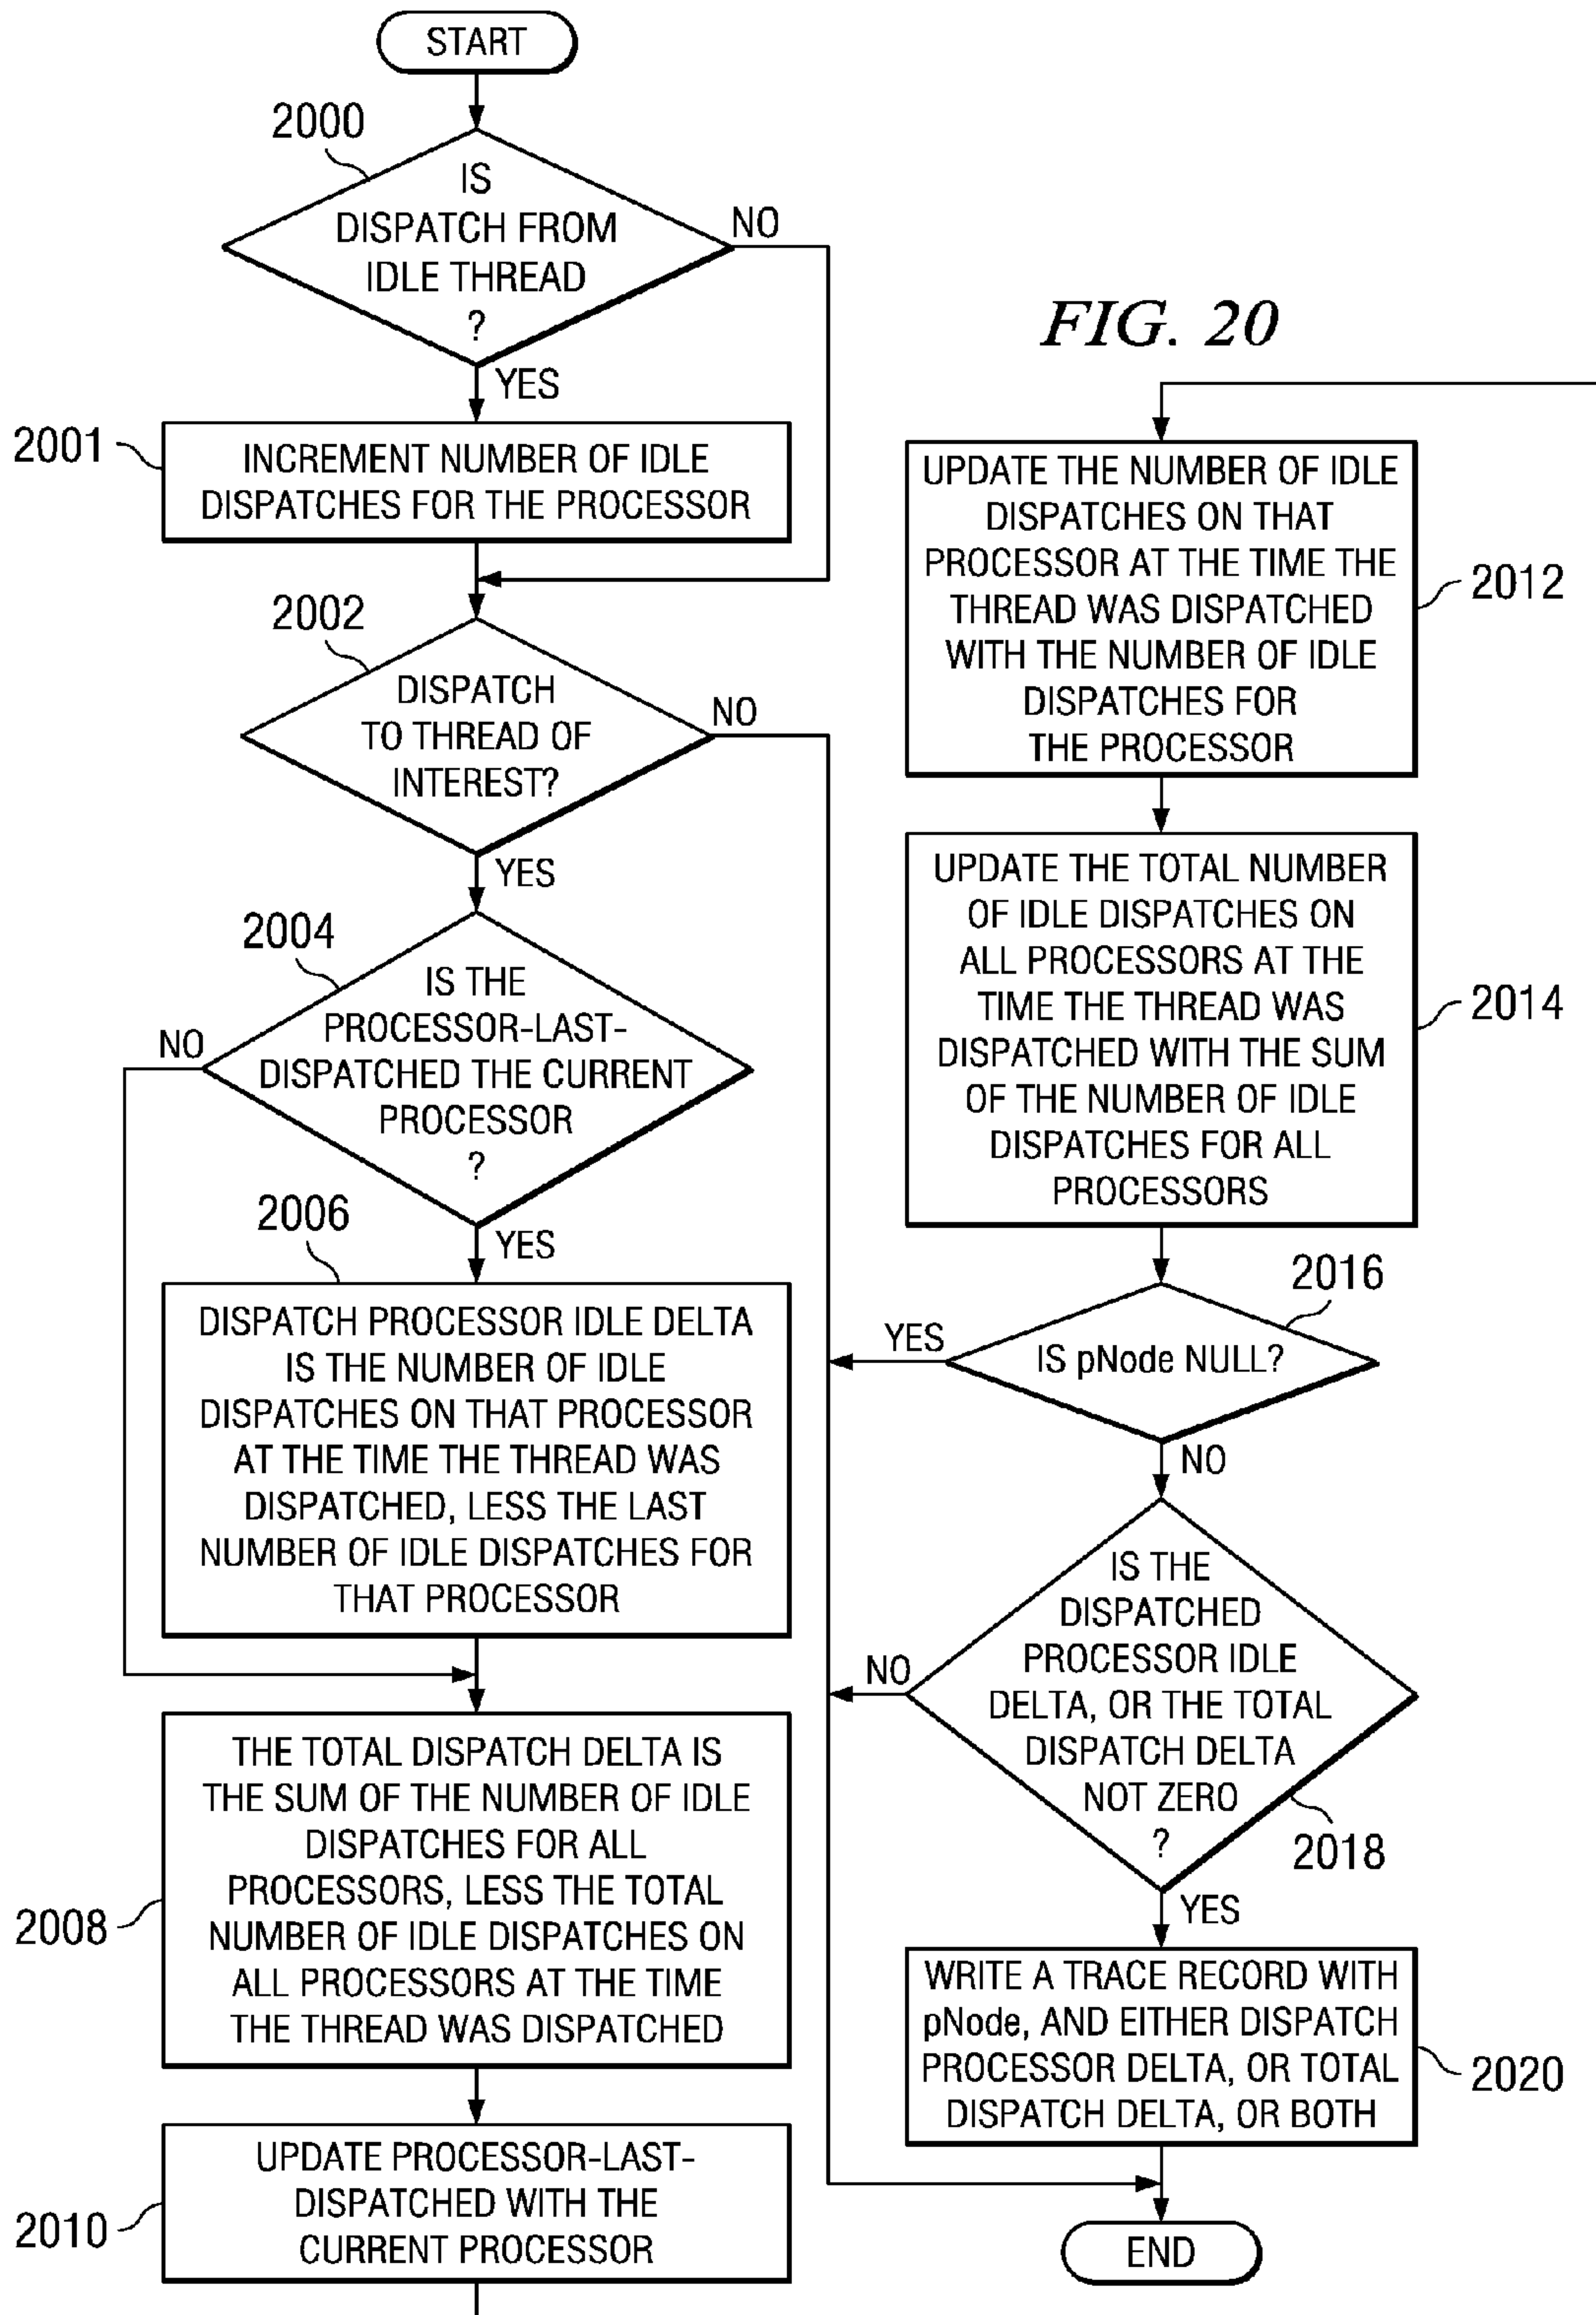 START
2000
IS
DISPATCH FROM
IDLE THREAD
?
NO
YES
2001
INCREMENT NUMBER OF IDLE
DISPATCHES FOR THE PROCESSOR
2002
DISPATCH
TO THREAD OF
INTEREST?
NO
YES
2004
IS THE
PROCESSOR-LAST-
DISPATCHED THE CURRENT
PROCESSOR
?
NO
YES
2006
DISPATCH PROCESSOR IDLE DELTA
IS THE NUMBER OF IDLE
DISPATCHES ON THAT PROCESSOR
AT THE TIME THE THREAD WAS
DISPATCHED, LESS THE LAST
NUMBER OF IDLE DISPATCHES FOR
THAT PROCESSOR
2008
THE TOTAL DISPATCH DELTA IS
THE SUM OF THE NUMBER OF IDLE
DISPATCHES FOR ALL
PROCESSORS, LESS THE TOTAL
NUMBER OF IDLE DISPATCHES ON
ALL PROCESSORS AT THE TIME
THE THREAD WAS DISPATCHED
2010
UPDATE PROCESSOR-LAST-
DISPATCHED WITH THE
CURRENT PROCESSOR
FIG. 20
UPDATE THE NUMBER OF IDLE
DISPATCHES ON THAT
PROCESSOR AT THE TIME THE
THREAD WAS DISPATCHED
WITH THE NUMBER OF IDLE
DISPATCHES FOR
THE PROCESSOR
2012
UPDATE THE TOTAL NUMBER
OF IDLE DISPATCHES ON
ALL PROCESSORS AT THE
TIME THE THREAD WAS
DISPATCHED WITH THE SUM
OF THE NUMBER OF IDLE
DISPATCHES FOR ALL
PROCESSORS
2014
2016
IS pNode NULL?
YES
NO
IS THE
DISPATCHED
PROCESSOR IDLE
DELTA, OR THE TOTAL
DISPATCH DELTA
NOT ZERO
?
NO
2018
YES
WRITE A TRACE RECORD WITH
pNode, AND EITHER DISPATCH
PROCESSOR DELTA, OR TOTAL
DISPATCH DELTA, OR BOTH
2020
END